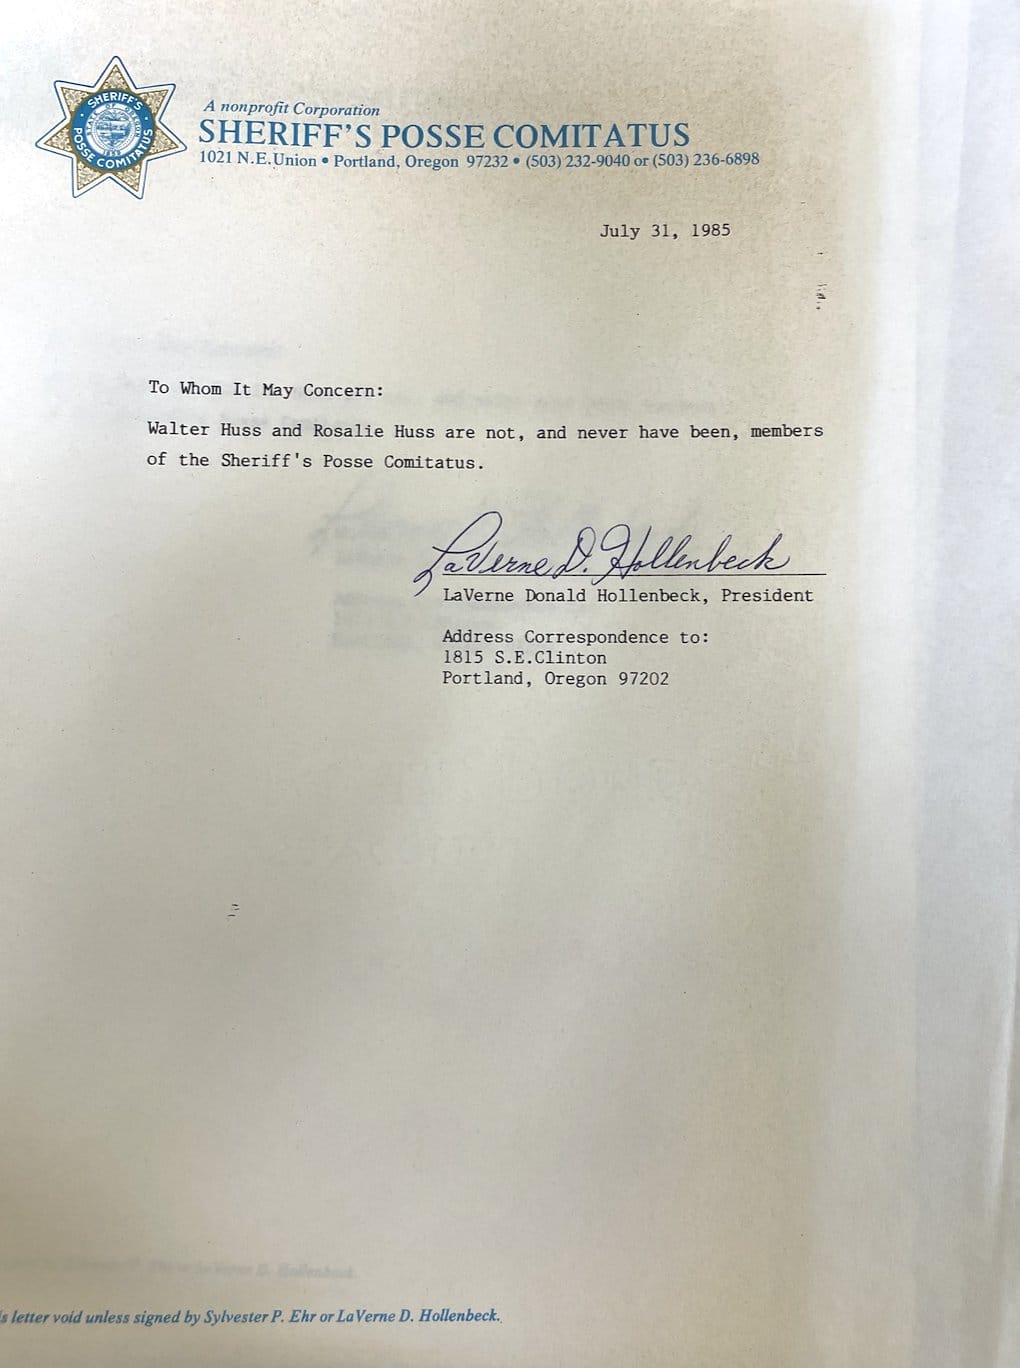 SHERIFF'S
POSSE COMITATUS
A nonprofit Corporation
SHERIFF'S POSSE COMITATUS
1021 N.E.Union • Portland, Oregon 97232 • (503) 232-9040 or (503) 236-6898
July 31, 1985
To Whom It May Concern:
Walter Huss and Rosalie Huss are not, and never have been, members
of the Sheriff's Posse Comitatus.
LaVerne D. Hollenbeck
LaVerne Donald Hollenbeck, President
Address Correspondence to:
1815 S.E.Clinton
Portland, Oregon 97202
letter void unless signed by Sylvester P. Ehr or LaVerne D. Hollenbeck.